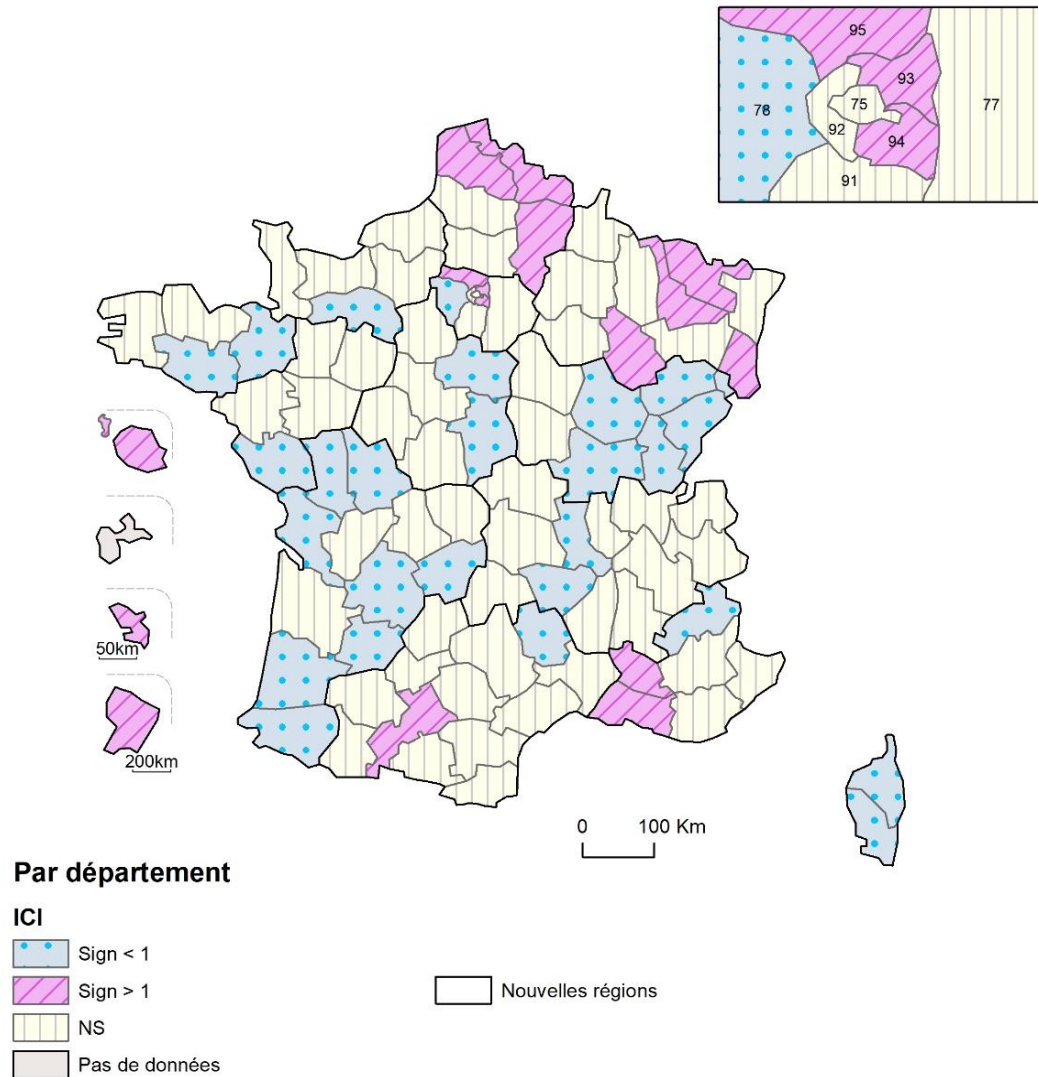 95
93
78
75
77
92
94
91
50km
200km
0 100 Km
Par département
ICI
Sign < 1
Sign > 1
Nouvelles régions
NS
Pas de données